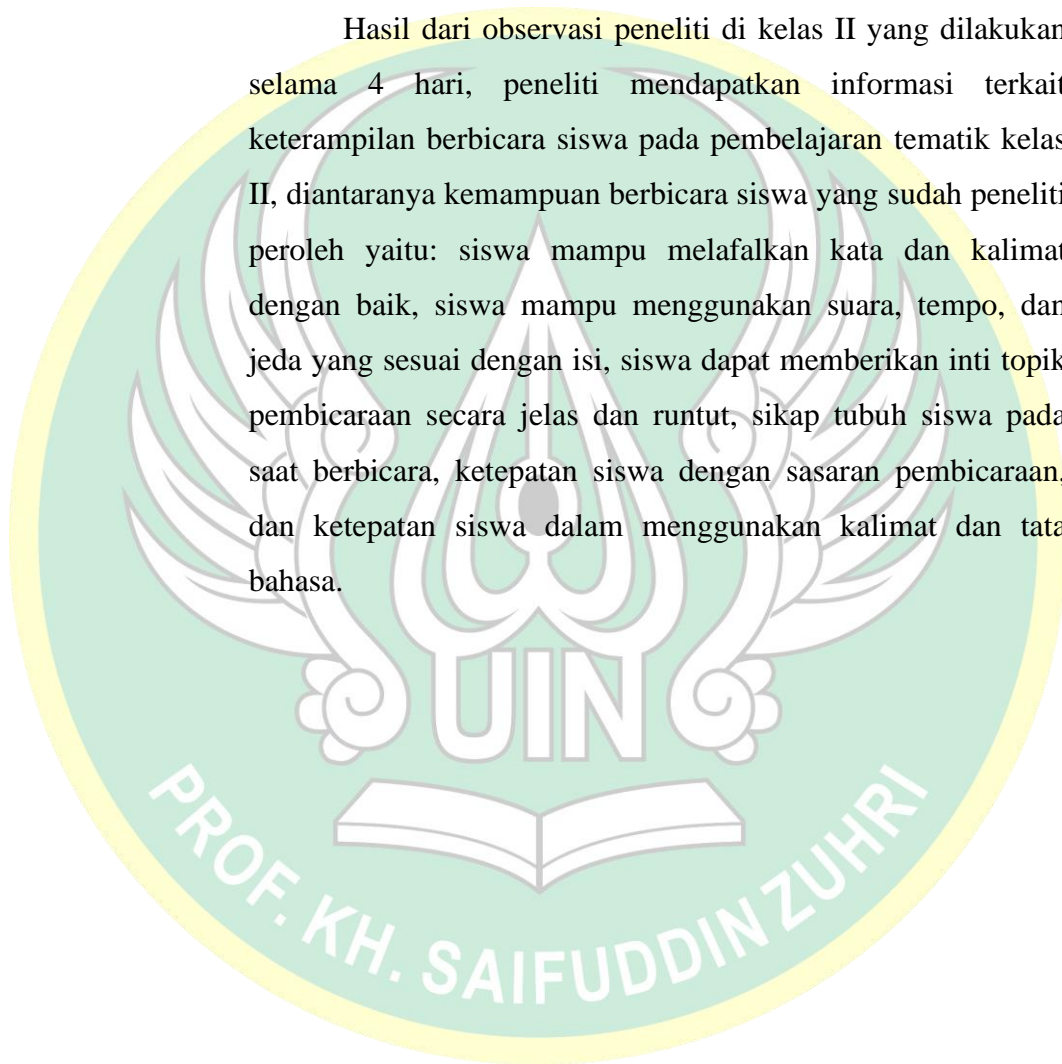 Hasil dari observasi peneliti di kelas II yang dilakukan
selama 4 hari, peneliti mendapatkan informasi terkait
keterampilan berbicara siswa pada pembelajaran tematik kelas
II, diantaranya kemampuan berbicara siswa yang sudah peneliti
peroleh yaitu: siswa mampu melafalkan kata dan kalimat
dengan baik, siswa mampu menggunakan suara, tempo, dan
jeda yang sesuai dengan isi, siswa dapat memberikan inti topik
pembicaraan secara jelas dan runtut, sikap tubuh siswa pada
saat berbicara, ketepatan siswa dengan sasaran pembicaraan,
dan ketepatan siswa dalam menggunakan kalimat dan tata
bahasa.
UIN
PROF. KH. SAIFUDDIN ZUHRI